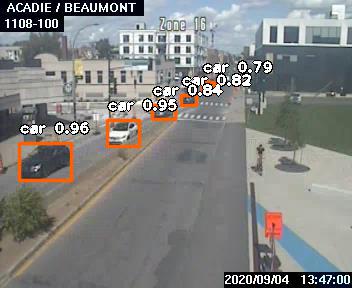 ACADIE / BEAUMONT
1108-100
Zone 16
car 0.79
car 0.82
car 0.84
car 0.95
car 0.96
2020/09/04 13:47:00